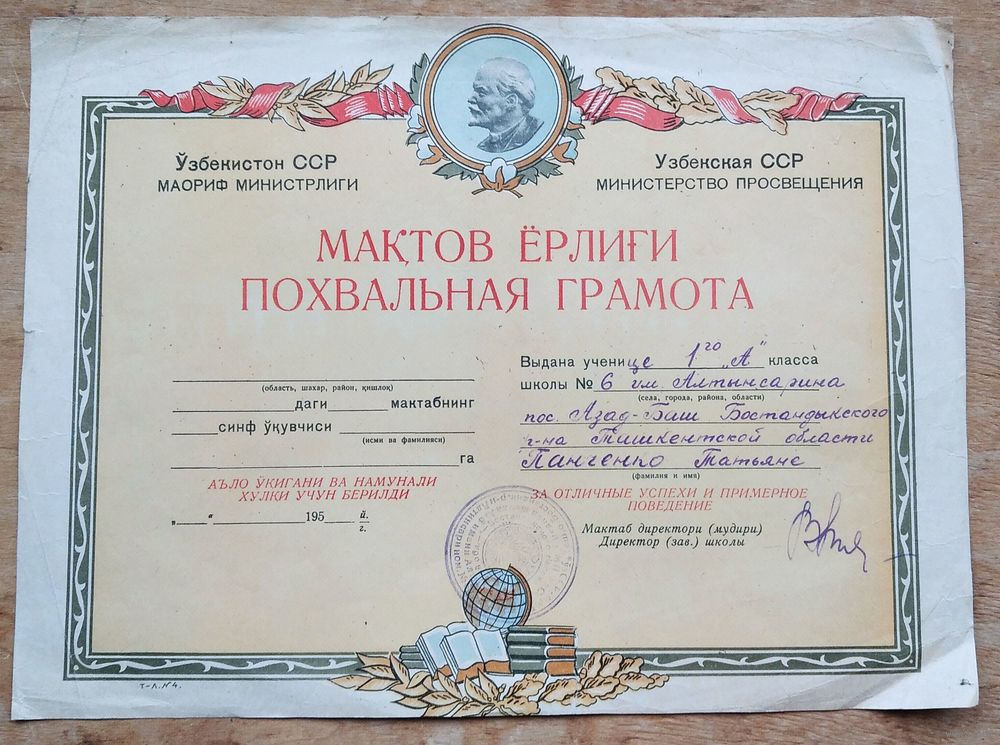 Ўзбекистон ССР
МАОРИФ МИНИСТРЛИГИ
Узбекская ССР
МИНИСТЕРСТВО ПРОСВЕЩЕНИЯ
МАҚТОВ ЁРЛИҒИ
ПОХВАЛЬНАЯ ГРАМОТА
(область, шаҳар, район, қишлоқ)
даги мактабнинг
синф ўқувчиси
(исми ва фамилияси)
га
АЪЛО ЎҚИГАНИ ВА НАМУНАЛИ
ХУЛҚИ УЧУН БЕРИЛДИ
„ “ 195 й.
г.
Выдана ученице 1го „А" класса
школы № 6 им. Алтынсарина
(села, города, района, области)
пос. Азад-Баш Бостандыкского
р-на Ташкентской области
Панченко Татьяне
(фамилия и имя)
ЗА ОТЛИЧНЫЕ УСПЕХИ И ПРИМЕРНОЕ
ПОВЕДЕНИЕ
Мактаб директори (мудири)
Директор (зав.) школы
Т-Л.№4.